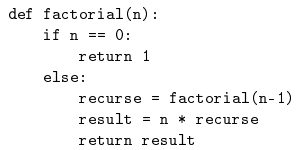 def factorial(n):
    if n == 0:
        return 1
    else:
        recurse = factorial(n-1)
        result = n * recurse
        return result